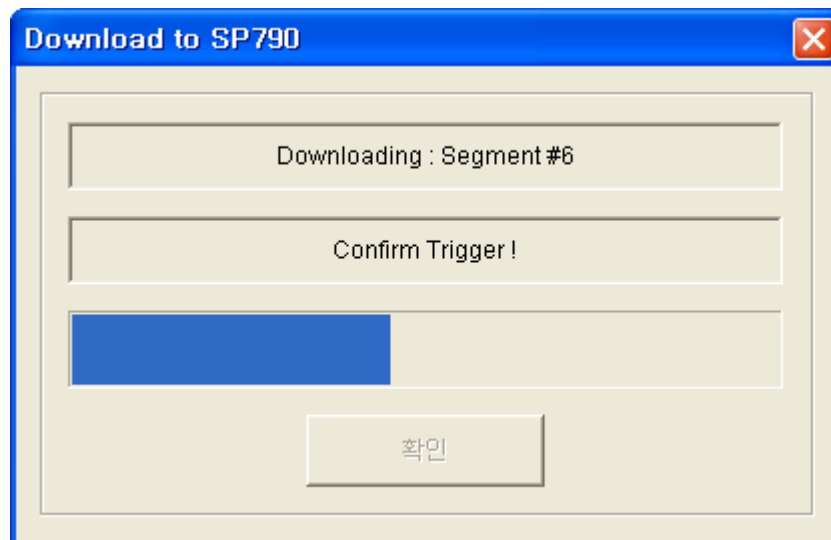 Download to SP790
Downloading : Segment #6
Confirm Trigger !
확인